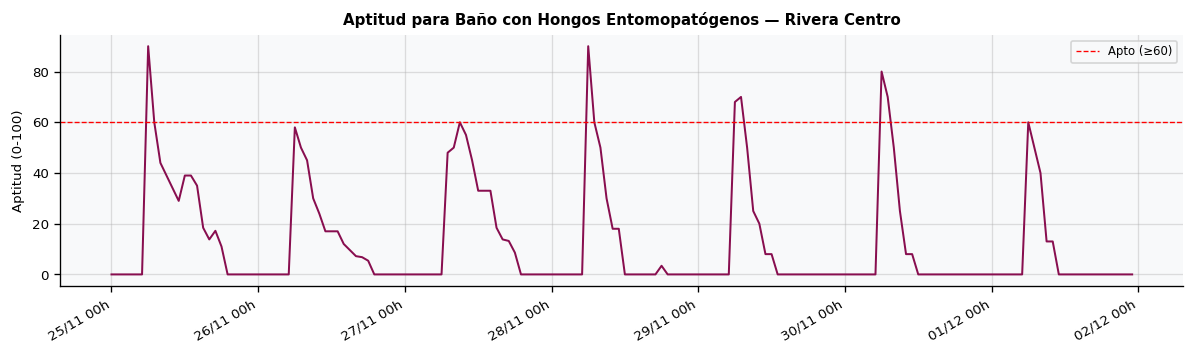 Aptitud para Baño con Hongos Entomopatógenos — Rivera Centro
Apto (≥60)
Aptitud (0-100)
80
60
40
20
0
25/11 00h
26/11 00h
27/11 00h
28/11 00h
29/11 00h
30/11 00h
01/12 00h
02/12 00h